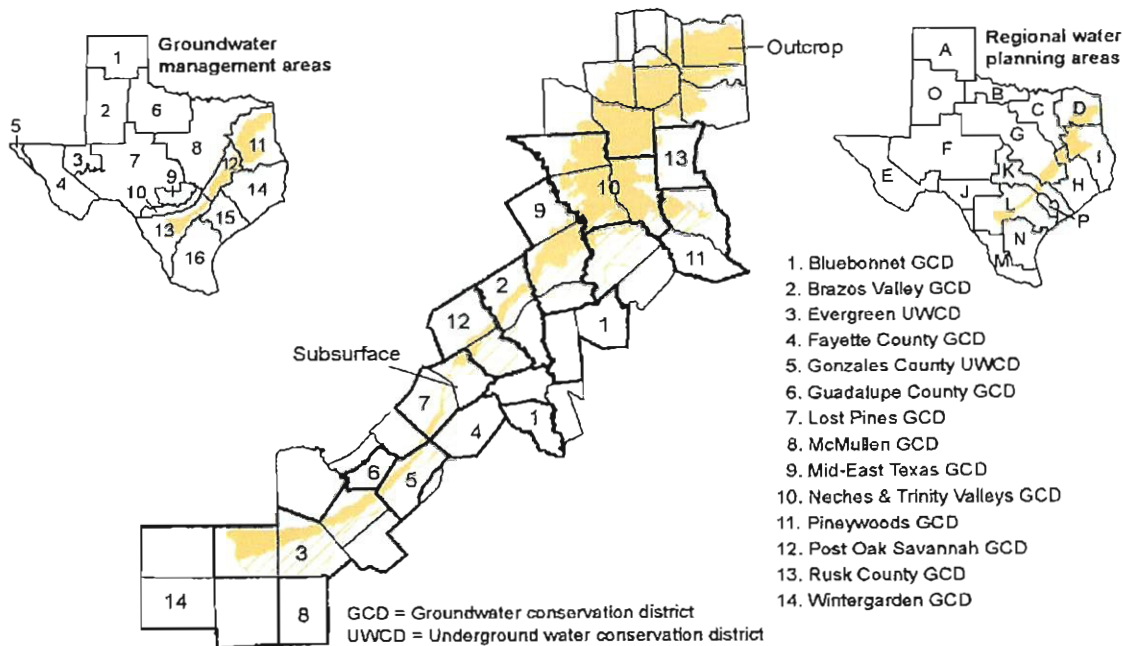 Groundwater
management areas
1
2
6
5
3
7
8
4
9
10
11
12
13
14
15
16
Outcrop
13
10
9
11
2
12
1
Subsurface
7
4
1
6
5
3
14
8
Regional water
planning areas
A
O
B
C
D
G
F
E
I
K
H
J
L
P
N
M
1. Bluebonnet GCD
2. Brazos Valley GCD
3. Evergreen UWCD
4. Fayette County GCD
5. Gonzales County UWCD
6. Guadalupe County GCD
7. Lost Pines GCD
8. McMullen GCD
9. Mid-East Texas GCD
10. Neches & Trinity Valleys GCD
11. Pineywoods GCD
12. Post Oak Savannah GCD
13. Rusk County GCD
14. Wintergarden GCD
GCD = Groundwater conservation district
UWCD = Underground water conservation district